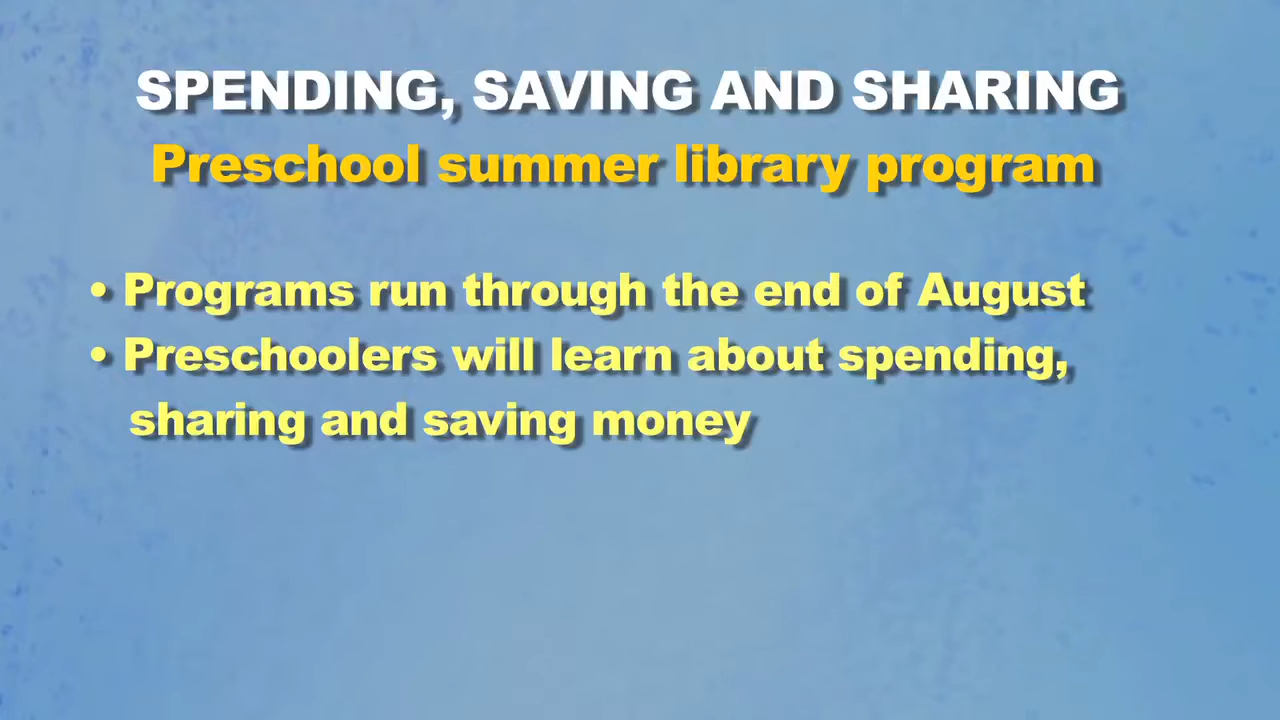 SPENDING, SAVING AND SHARING
Preschool summer library program
• Programs run through the end of August
• Preschoolers will learn about spending,
sharing and saving money